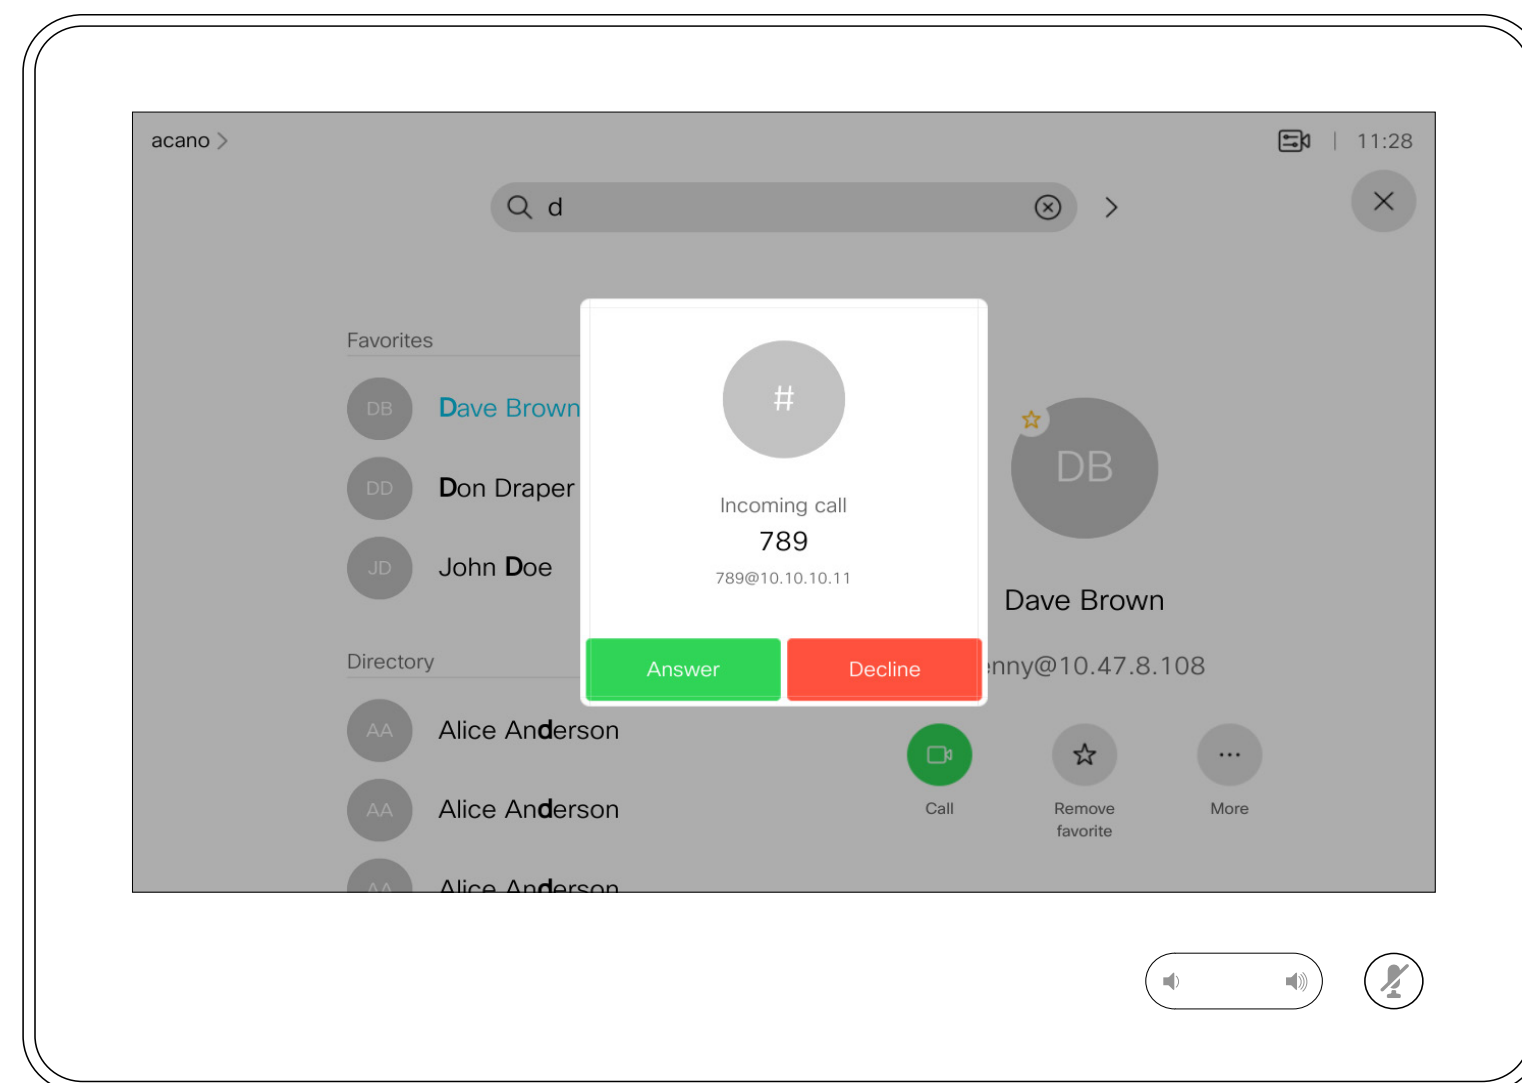 acano
11:28
d
Favorites
DB
Dave Brown
DD
Don Draper
JD
John Doe
Directory
AA
Alice Anderson
AA
Alice Anderson
AA
Alice Anderson
#
Incoming call
789
789@10.10.10.11
Answer
Decline
DB
Dave Brown
nny@10.47.8.108
Call
Remove
favorite
More